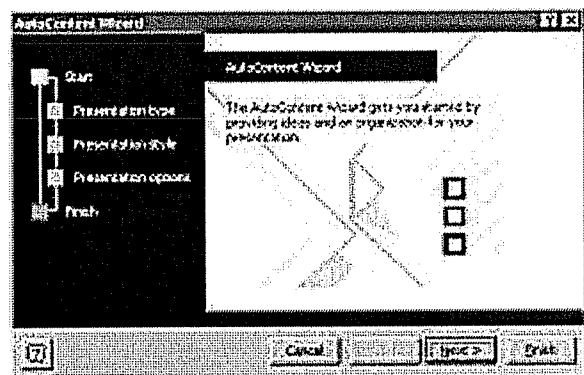 AutoContent Wizard
Start
Presentation type
Presentation style
Presentation options
Finish
AutoContent Wizard
The AutoContent Wizard gets you started by
providing ideas and an organization for your
presentation.
Cancel
Next >
Finish